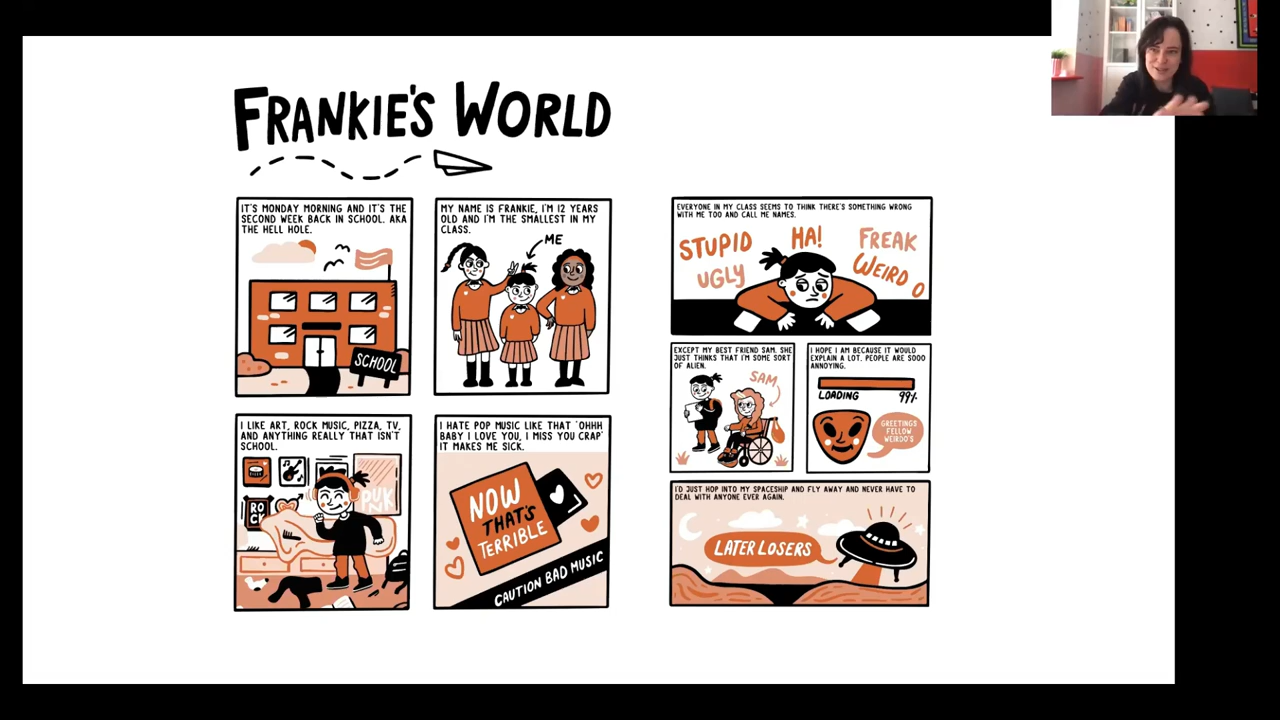 FRANKIE'S WORLD
IT'S MONDAY MORNING AND IT'S THE
SECOND WEEK BACK IN SCHOOL. AKA
THE HELL HOLE.
SCHOOL
MY NAME IS FRANKIE, I'M 12 YEARS
OLD AND I'M THE SMALLEST IN MY
CLASS.
ME
I LIKE ART, ROCK MUSIC, PIZZA, TV,
AND ANYTHING REALLY THAT ISN'T
SCHOOL.
RO
CK
PUK
IN
I HATE POP MUSIC LIKE THAT 'OHHH
BABY I LOVE YOU, I MISS YOU CRAP'
IT MAKES ME SICK.
NOW
THAT'S
TERRIBLE
CAUTION BAD MUSIC
EVERYONE IN MY CLASS SEEMS TO THINK THERE'S SOMETHING WRONG
WITH ME TOO AND CALL ME NAMES.
STUPID
HA!
FREAK
UGLY
WEIRD O
EXCEPT MY BEST FRIEND SAM. SHE
JUST THINKS THAT I'M SOME SORT
OF ALIEN.
SAM
I HOPE I AM BECAUSE IT WOULD
EXPLAIN A LOT. PEOPLE ARE SOOO
ANNOYING.
LOADING 99%
GREETINGS
FELLOW
WEIRDO'S
I'D JUST HOP INTO MY SPACESHIP AND FLY AWAY AND NEVER HAVE TO
DEAL WITH ANYONE EVER AGAIN.
LATER LOSERS